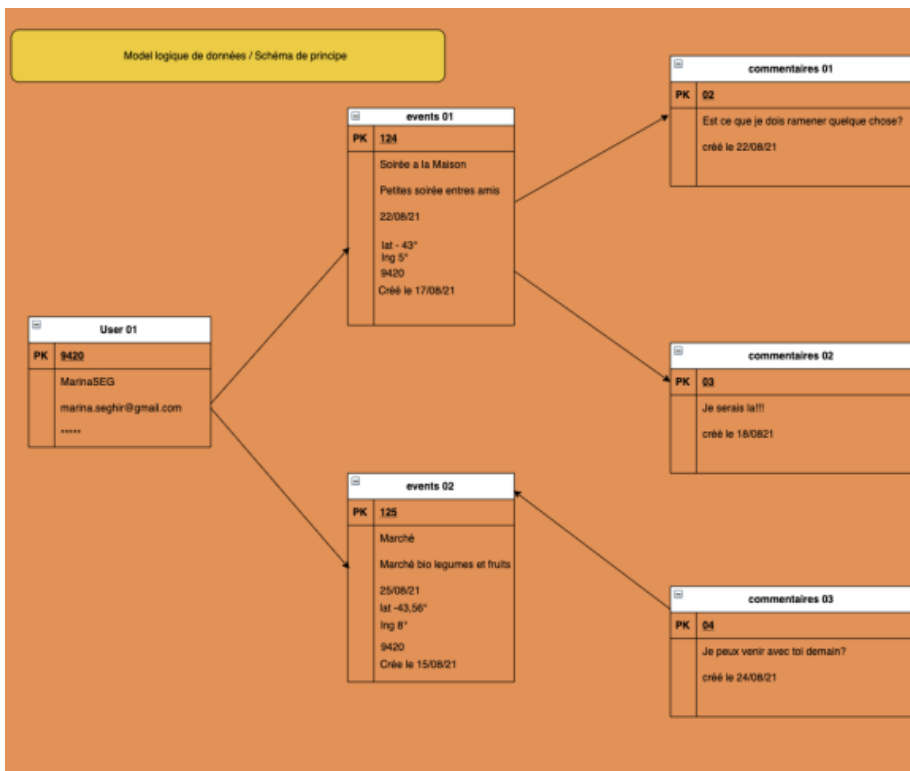 Model logique de données / Schéma de principe
commentaires 01
PK 02
Est ce que je dois ramener quelque chose?
créé le 22/08/21
events 01
PK 124
Soirée a la Maison
Petites soirée entres amis
22/08/21
lat - 43°
lng 5°
9420
Créé le 17/08/21
User 01
PK 9420
MarinaSEG
marina.seghir@gmail.com
*****
commentaires 02
PK 03
Je serais la!!!
créé le 18/0821
events 02
PK 125
Marché
Marché bio legumes et fruits
25/08/21
lat -43,56°
lng 8°
9420
Crée le 15/08/21
commentaires 03
PK 04
Je peux venir avec toi demain?
créé le 24/08/21